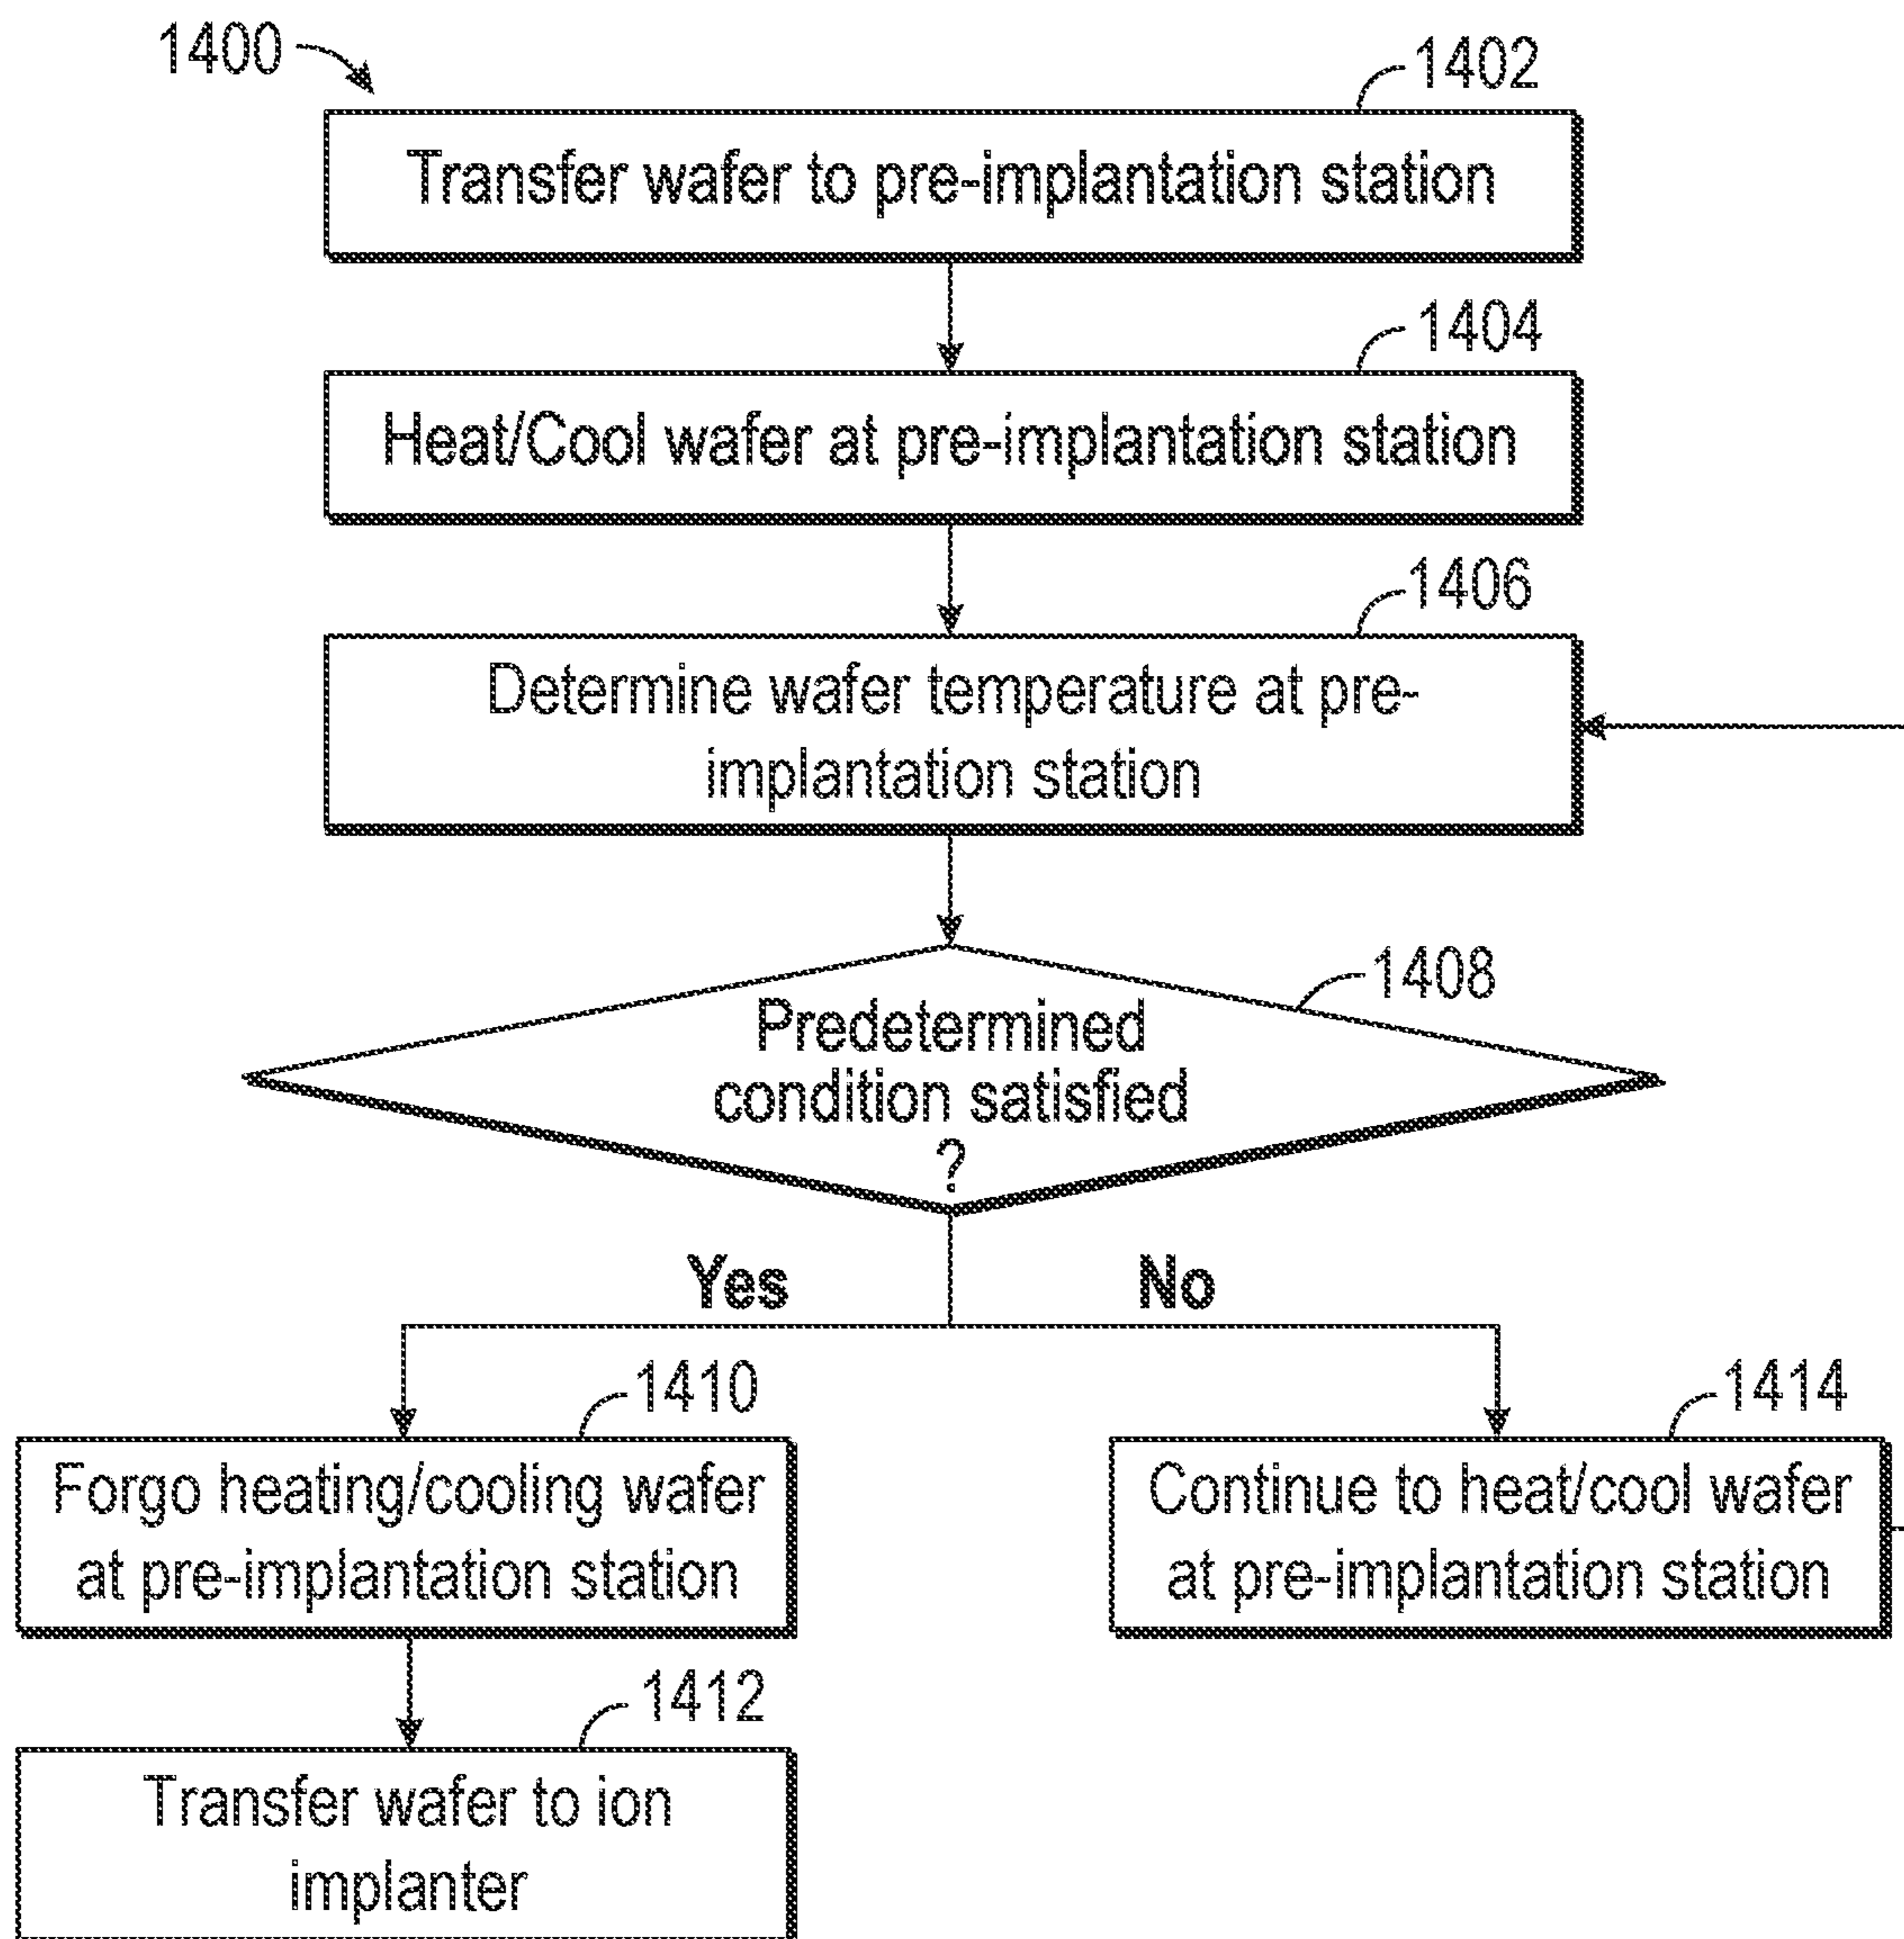 1400
1402
Transfer wafer to pre-implantation station
1404
Heat/Cool wafer at pre-implantation station
1406
Determine wafer temperature at pre-
implantation station
1408
Predetermined
condition satisfied
?
Yes
No
1410
Forgo heating/cooling wafer
at pre-implantation station
1414
Continue to heat/cool wafer
at pre-implantation station
1412
Transfer wafer to ion
implanter